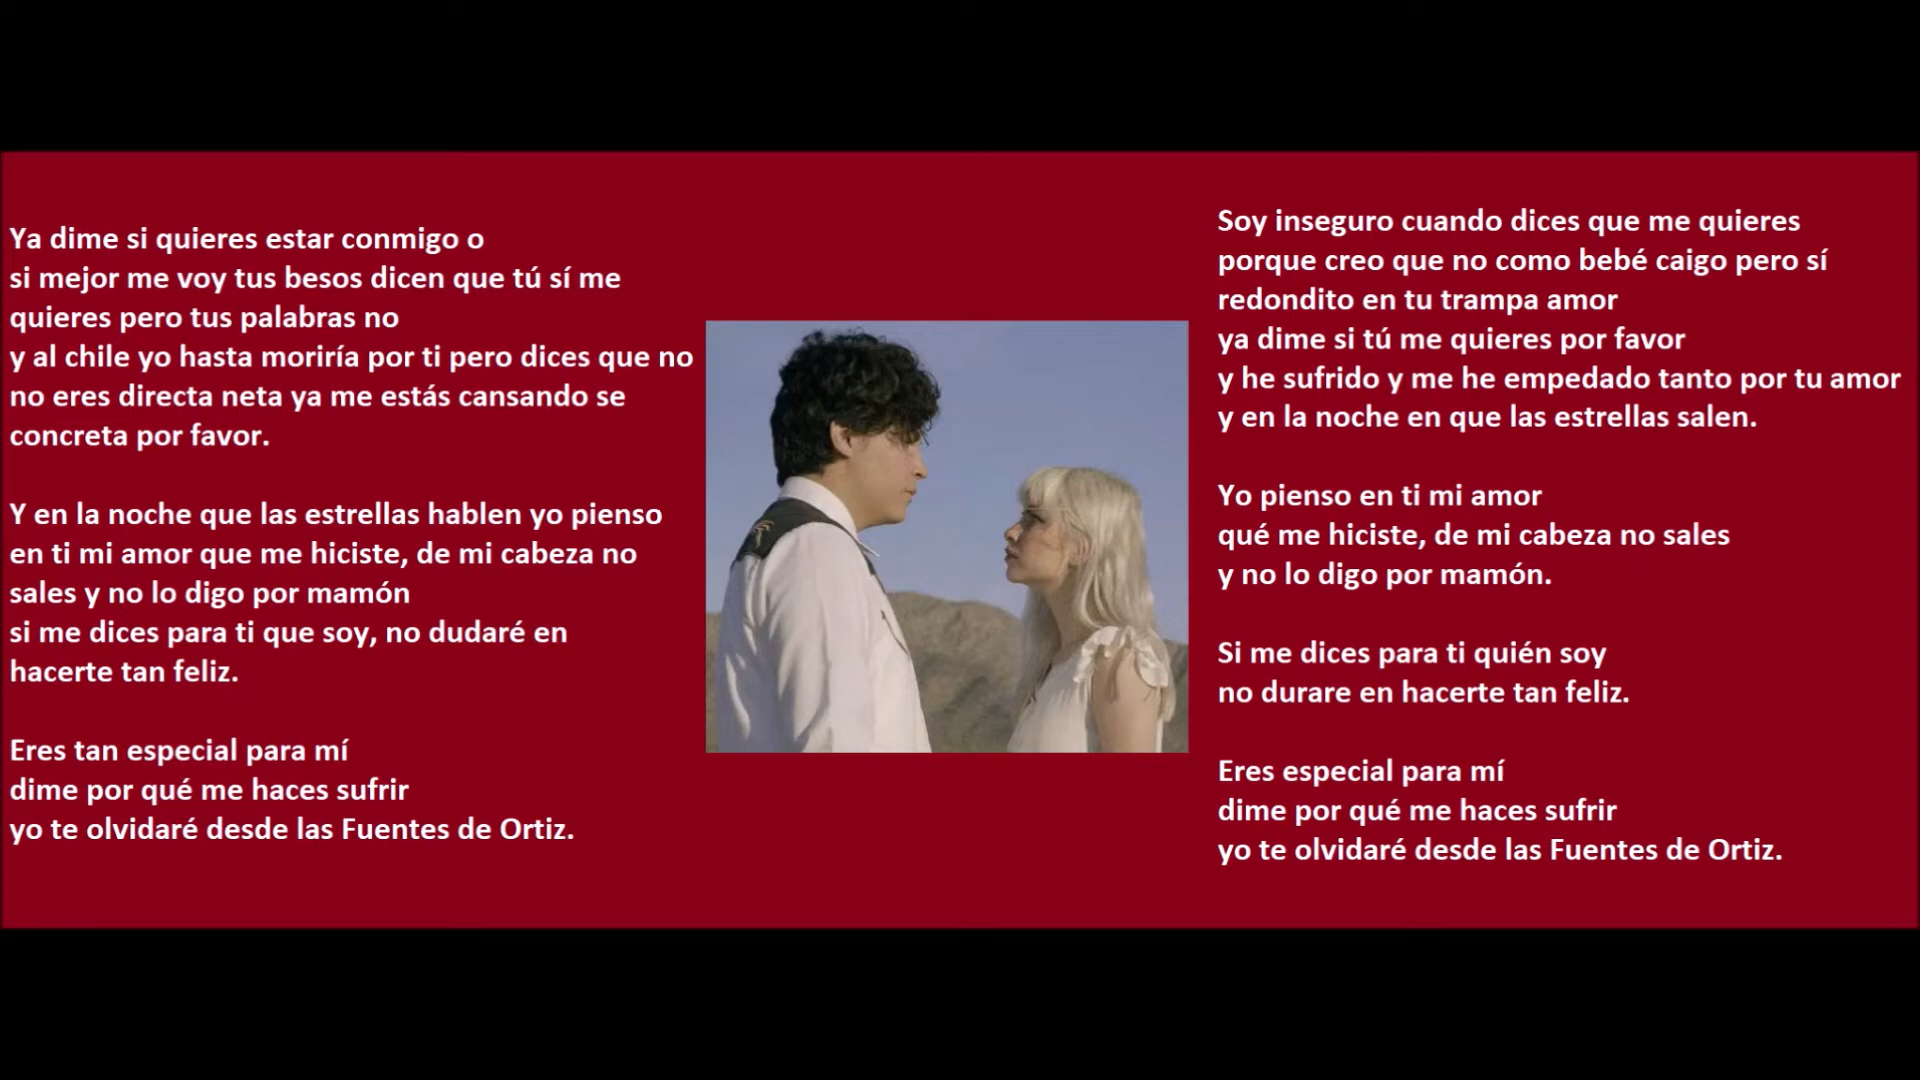 Ya dime si quieres estar conmigo o
si mejor me voy tus besos dicen que tú sí me
quieres pero tus palabras no
y al chile yo hasta moriría por ti pero dices que no
no eres directa neta ya me estás cansando se
concreta por favor.
Y en la noche que las estrellas hablen yo pienso
en ti mi amor que me hiciste, de mi cabeza no
sales y no lo digo por mamón
si me dices para ti que soy, no dudaré en
hacerte tan feliz.
Eres tan especial para mí
dime por qué me haces sufrir
yo te olvidaré desde las Fuentes de Ortiz.
Soy inseguro cuando dices que me quieres
porque creo que no como bebé caigo pero sí
redondito en tu trampa amor
ya dime si tú me quieres por favor
y he sufrido y me he empedado tanto por tu amor
y en la noche en que las estrellas salen.
Yo pienso en ti mi amor
qué me hiciste, de mi cabeza no sales
y no lo digo por mamón.
Si me dices para ti quién soy
no durare en hacerte tan feliz.
Eres especial para mí
dime por qué me haces sufrir
yo te olvidaré desde las Fuentes de Ortiz.